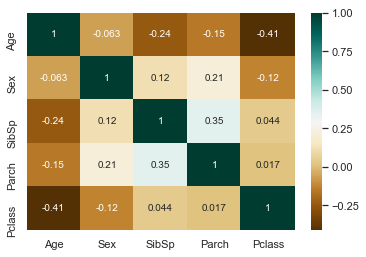 Age 1 -0.063 -0.24 -0.15 -0.41
Sex -0.063 1 0.12 0.21 -0.12
SibSp -0.24 0.12 1 0.35 0.044
Parch -0.15 0.21 0.35 1 0.017
Pclass -0.41 -0.12 0.044 0.017 1
Age Sex SibSp Parch Pclass
1.00
0.75
0.50
0.25
0.00
−0.25